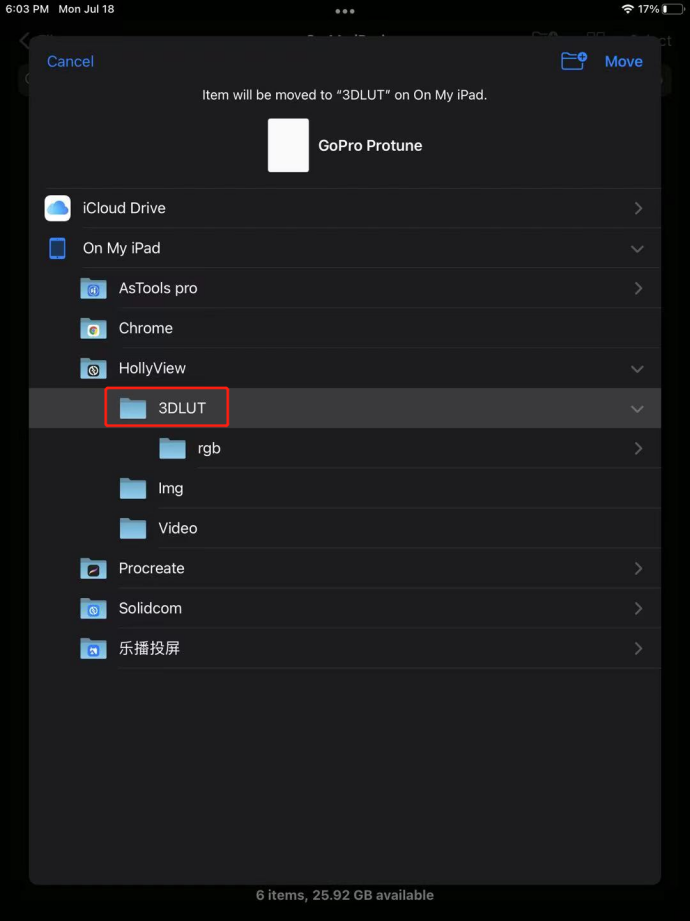 6:03 PM Mon Jul 18
17%
Cancel
Move
Item will be moved to “3DLUT” on On My iPad.
GoPro Protune
iCloud Drive
On My iPad
AsTools pro
Chrome
HollyView
3DLUT
rgb
Img
Video
Procreate
Solidcom
乐播投屏
6 items, 25.92 GB available